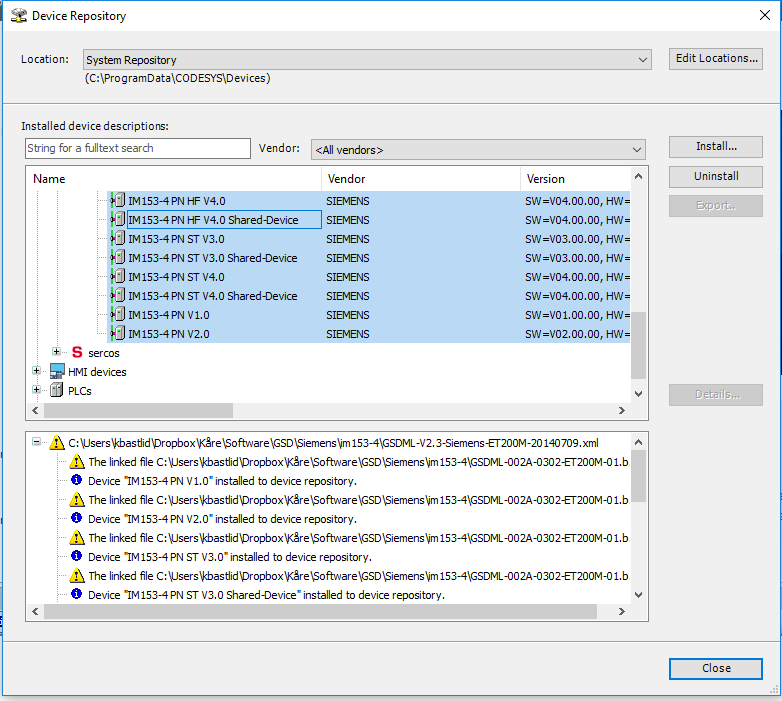 Device Repository
Location: System Repository Edit Locations...
(C:\ProgramData\CODESYS\Devices)
Installed device descriptions:
String for a fulltext search Vendor: <All vendors> Install...
Uninstall
Export...
Name Vendor Version
IM153-4 PN HF V4.0 SIEMENS SW=V04.00.00, HW=
IM153-4 PN HF V4.0 Shared-Device SIEMENS SW=V04.00.00, HW=
IM153-4 PN ST V3.0 SIEMENS SW=V03.00.00, HW=
IM153-4 PN ST V3.0 Shared-Device SIEMENS SW=V03.00.00, HW=
IM153-4 PN ST V4.0 SIEMENS SW=V04.00.00, HW=
IM153-4 PN ST V4.0 Shared-Device SIEMENS SW=V04.00.00, HW=
IM153-4 PN V1.0 SIEMENS SW=V01.00.00, HW=
IM153-4 PN V2.0 SIEMENS SW=V02.00.00, HW=
S sercos
HMI devices
PLCs
Details...
C:\Users\kbastlid\Dropbox\Kåre\Software\GSD\Siemens\im153-4\GSDML-V2.3-Siemens-ET200M-20140709.xml
The linked file C:\Users\kbastlid\Dropbox\Kåre\Software\GSD\Siemens\im153-4\GSDML-002A-0302-ET200M-01.b
Device "IM153-4 PN V1.0" installed to device repository.
The linked file C:\Users\kbastlid\Dropbox\Kåre\Software\GSD\Siemens\im153-4\GSDML-002A-0302-ET200M-01.b
Device "IM153-4 PN V2.0" installed to device repository.
The linked file C:\Users\kbastlid\Dropbox\Kåre\Software\GSD\Siemens\im153-4\GSDML-002A-0302-ET200M-01.b
Device "IM153-4 PN ST V3.0" installed to device repository.
The linked file C:\Users\kbastlid\Dropbox\Kåre\Software\GSD\Siemens\im153-4\GSDML-002A-0302-ET200M-01.b
Device "IM153-4 PN ST V3.0 Shared-Device" installed to device repository.
Close